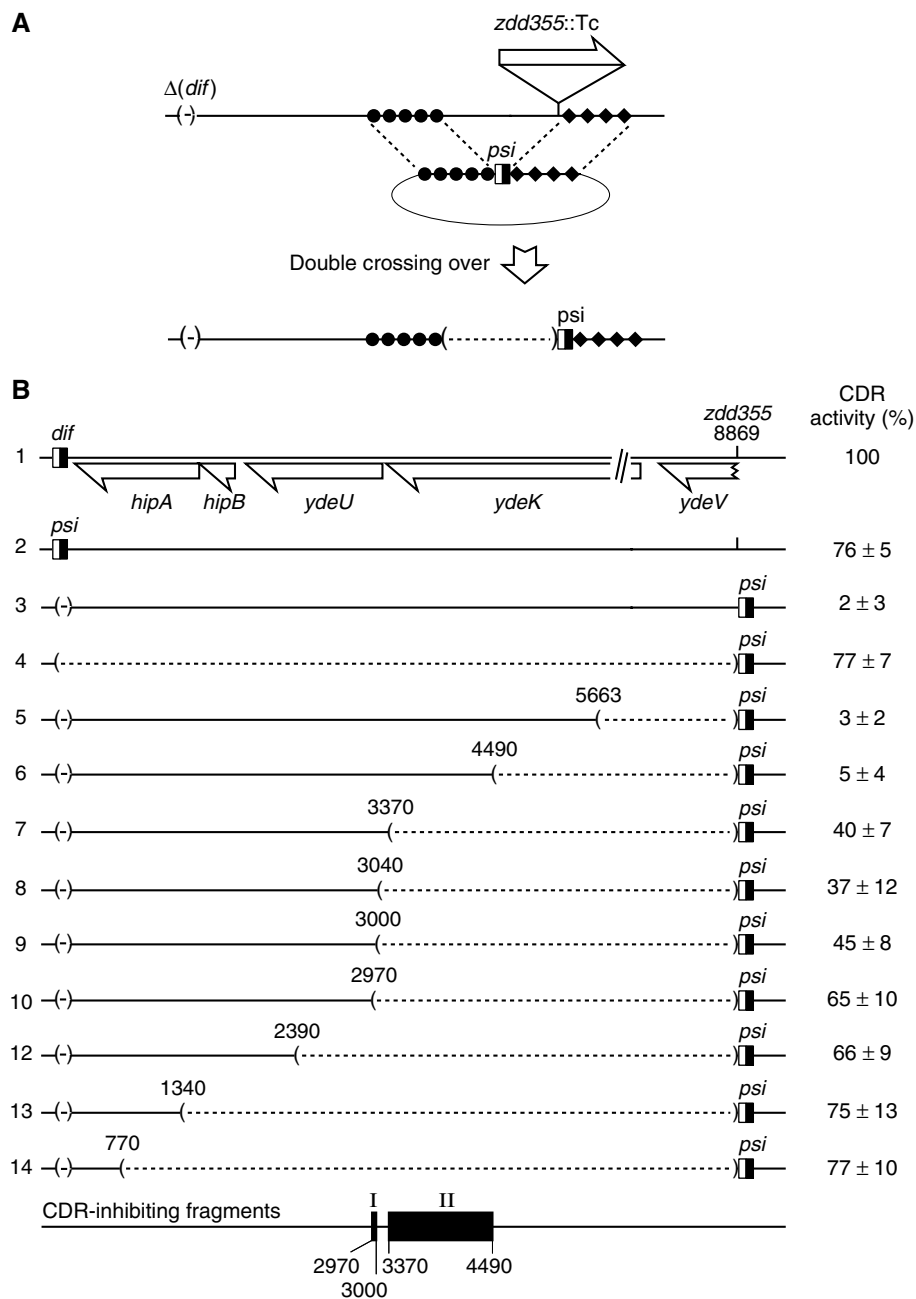 A
zdd355::Tc
Δ(dif)
(-)
psi
Double crossing over
(-) ( ) psi
B
CDR
activity (%)
dif
zdd355
8869
1 100
hipA hipB ydeU ydeK ydeV
psi
2 76 ± 5
psi
3 (-) 2 ± 3
psi
4 ( ) 77 ± 7
5663 psi
5 (-) ( ) 3 ± 2
4490 psi
6 (-) ( ) 5 ± 4
3370 psi
7 (-) ( ) 40 ± 7
3040 psi
8 (-) ( ) 37 ± 12
3000 psi
9 (-) ( ) 45 ± 8
2970 psi
10 (-) ( ) 65 ± 10
2390 psi
12 (-) ( ) 66 ± 9
1340 psi
13 (-) ( ) 75 ± 13
770 psi
14 (-) ( ) 77 ± 10
CDR-inhibiting fragments I II
2970 3370 4490
3000